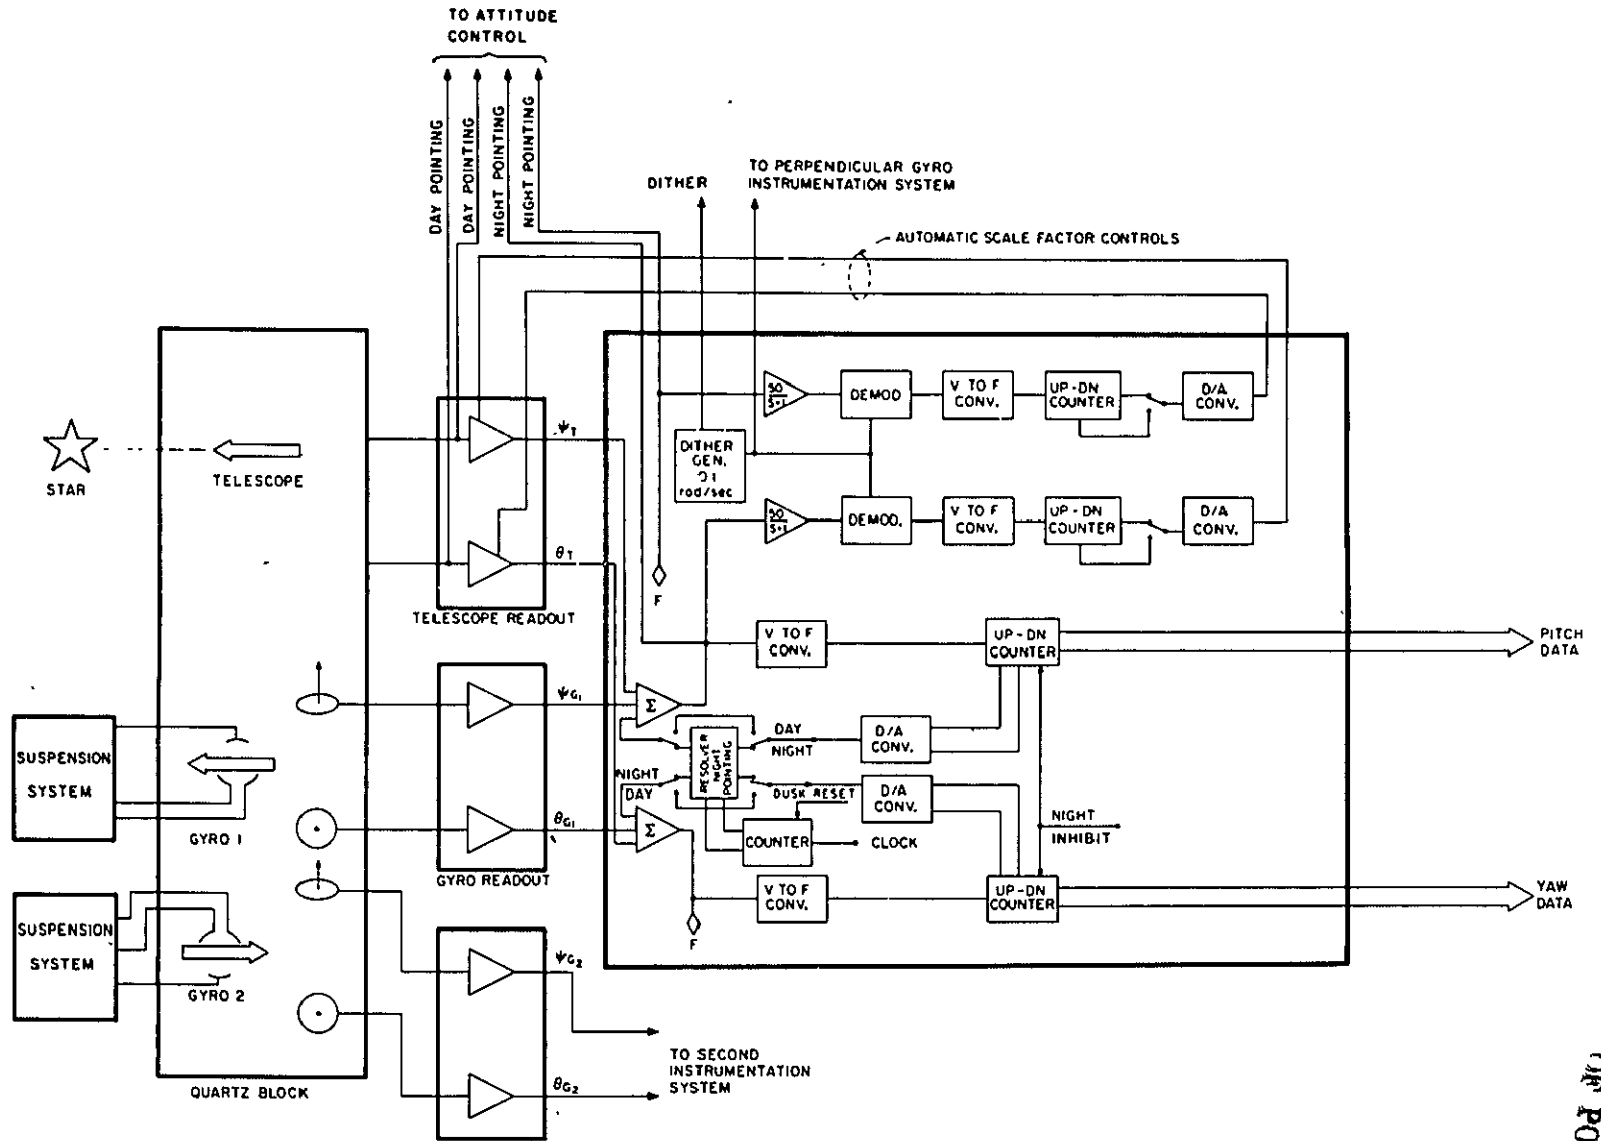 TO ATTITUDE
CONTROL
DAY POINTING
DAY POINTING
NIGHT POINTING
NIGHT POINTING
DITHER
TO PERPENDICULAR GYRO
INSTRUMENTATION SYSTEM
AUTOMATIC SCALE FACTOR CONTROLS
STAR
TELESCOPE
ΨT
θT
TELESCOPE READOUT
DITHER
GEN.
rad/sec
50
S+1
DEMOD
V TO F
CONV.
UP-DN
COUNTER
D/A
CONV.
50
S+1
DEMOD.
V TO F
CONV.
UP-DN
COUNTER
D/A
CONV.
F
V TO F
CONV.
UP-DN
COUNTER
PITCH
DATA
SUSPENSION
SYSTEM
GYRO 1
ΨG1
θG1
GYRO READOUT
Σ
Σ
NIGHT
DAY
RESOLVER
NIGHT
POINTING
DAY
NIGHT
D/A
CONV.
DUSK RESET
D/A
CONV.
COUNTER
CLOCK
NIGHT
INHIBIT
F
V TO F
CONV.
UP-DN
COUNTER
YAW
DATA
SUSPENSION
SYSTEM
GYRO 2
ΨG2
θG2
TO SECOND
INSTRUMENTATION
SYSTEM
QUARTZ BLOCK